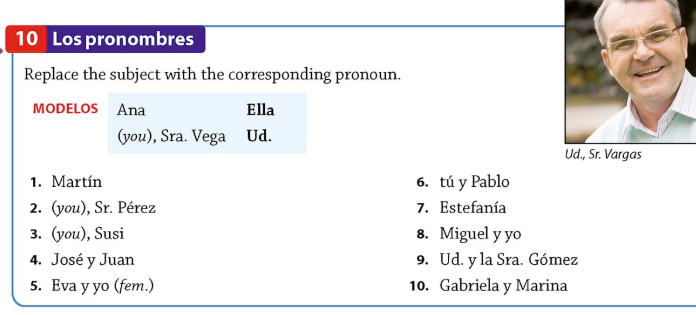 10 Los pronombres
Replace the subject with the corresponding pronoun.
MODELOS Ana Ella
(you), Sra. Vega Ud.
Ud., Sr. Vargas
1. Martín
2. (you), Sr. Pérez
3. (you), Susi
4. José y Juan
5. Eva y yo (fem.)
6. tú y Pablo
7. Estefanía
8. Miguel y yo
9. Ud. y la Sra. Gómez
10. Gabriela y Marina